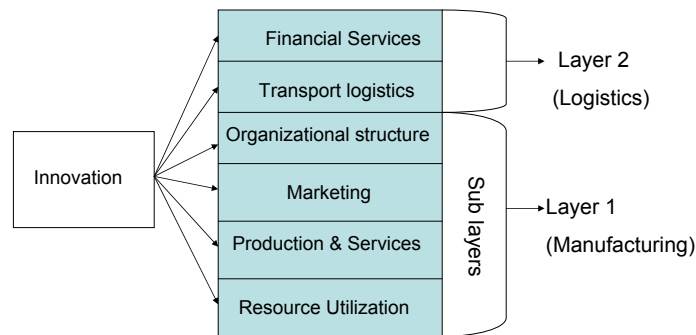 Financial Services
Transport logistics
Organizational structure
Marketing
Production & Services
Resource Utilization
Innovation
Sub layers
Layer 2
(Logistics)
Layer 1
(Manufacturing)